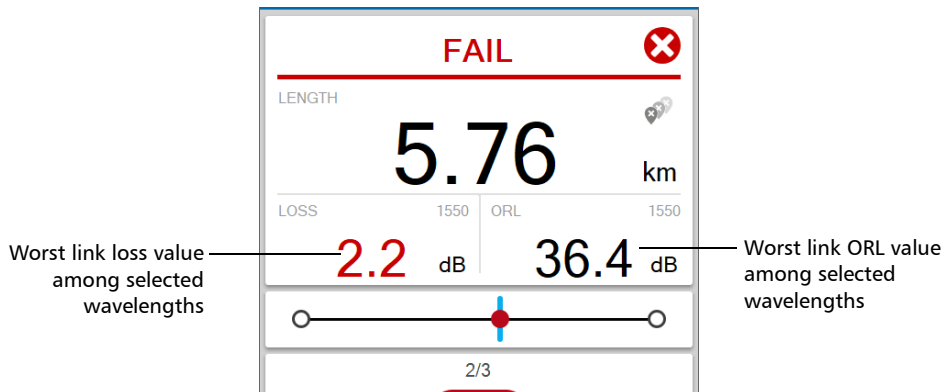 FAIL
LENGTH
5.76 km
LOSS 1550 ORL 1550
Worst link loss value
among selected
wavelengths
2.2 dB 36.4 dB
Worst link ORL value
among selected
wavelengths
2/3